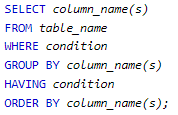 SELECT column_name(s)
FROM table_name
WHERE condition
GROUP BY column_name(s)
HAVING condition
ORDER BY column_name(s);